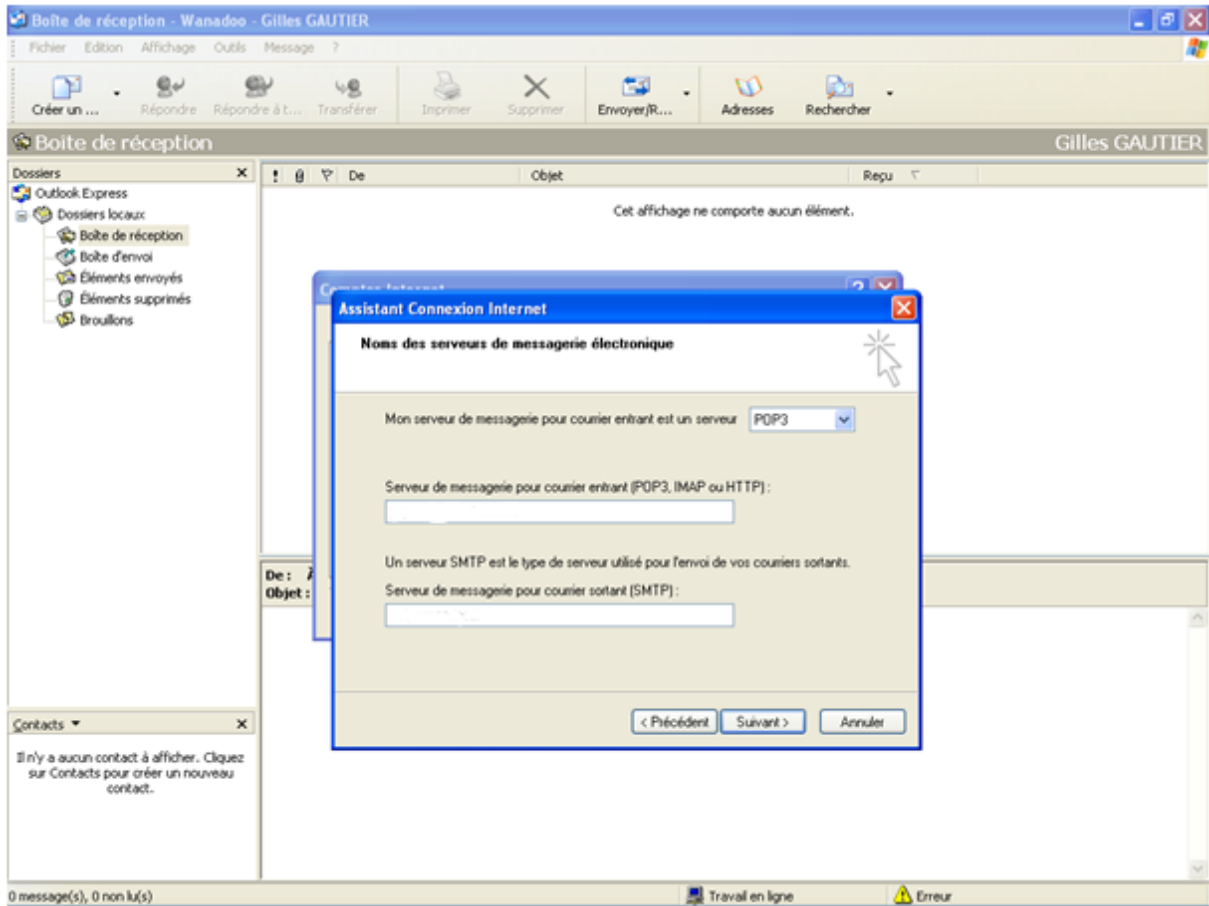 Boîte de réception - Wanadoo - Gilles GAUTIER
Fichier Edition Affichage Outils Message ?
Créer un ... Répondre Répondre à t... Transférer Imprimer Supprimer Envoyer/R... Adresses Rechercher
Boîte de réception Gilles GAUTIER
Dossiers
Outlook Express
Dossiers locaux
Boîte de réception
Boîte d'envoi
Éléments envoyés
Éléments supprimés
Brouillons
! De Objet Reçu
Cet affichage ne comporte aucun élément.
Comptes Internet
Assistant Connexion Internet
Noms des serveurs de messagerie électronique
Mon serveur de messagerie pour courrier entrant est un serveur POP3
Serveur de messagerie pour courrier entrant (POP3, IMAP ou HTTP) :
Un serveur SMTP est le type de serveur utilisé pour l'envoi de vos courriers sortants.
Serveur de messagerie pour courrier sortant (SMTP) :
< Précédent Suivant > Annuler
De : À
Objet :
Contacts
Il n'y a aucun contact à afficher. Cliquez
sur Contacts pour créer un nouveau
contact.
0 message(s), 0 non lu(s) Travail en ligne Erreur